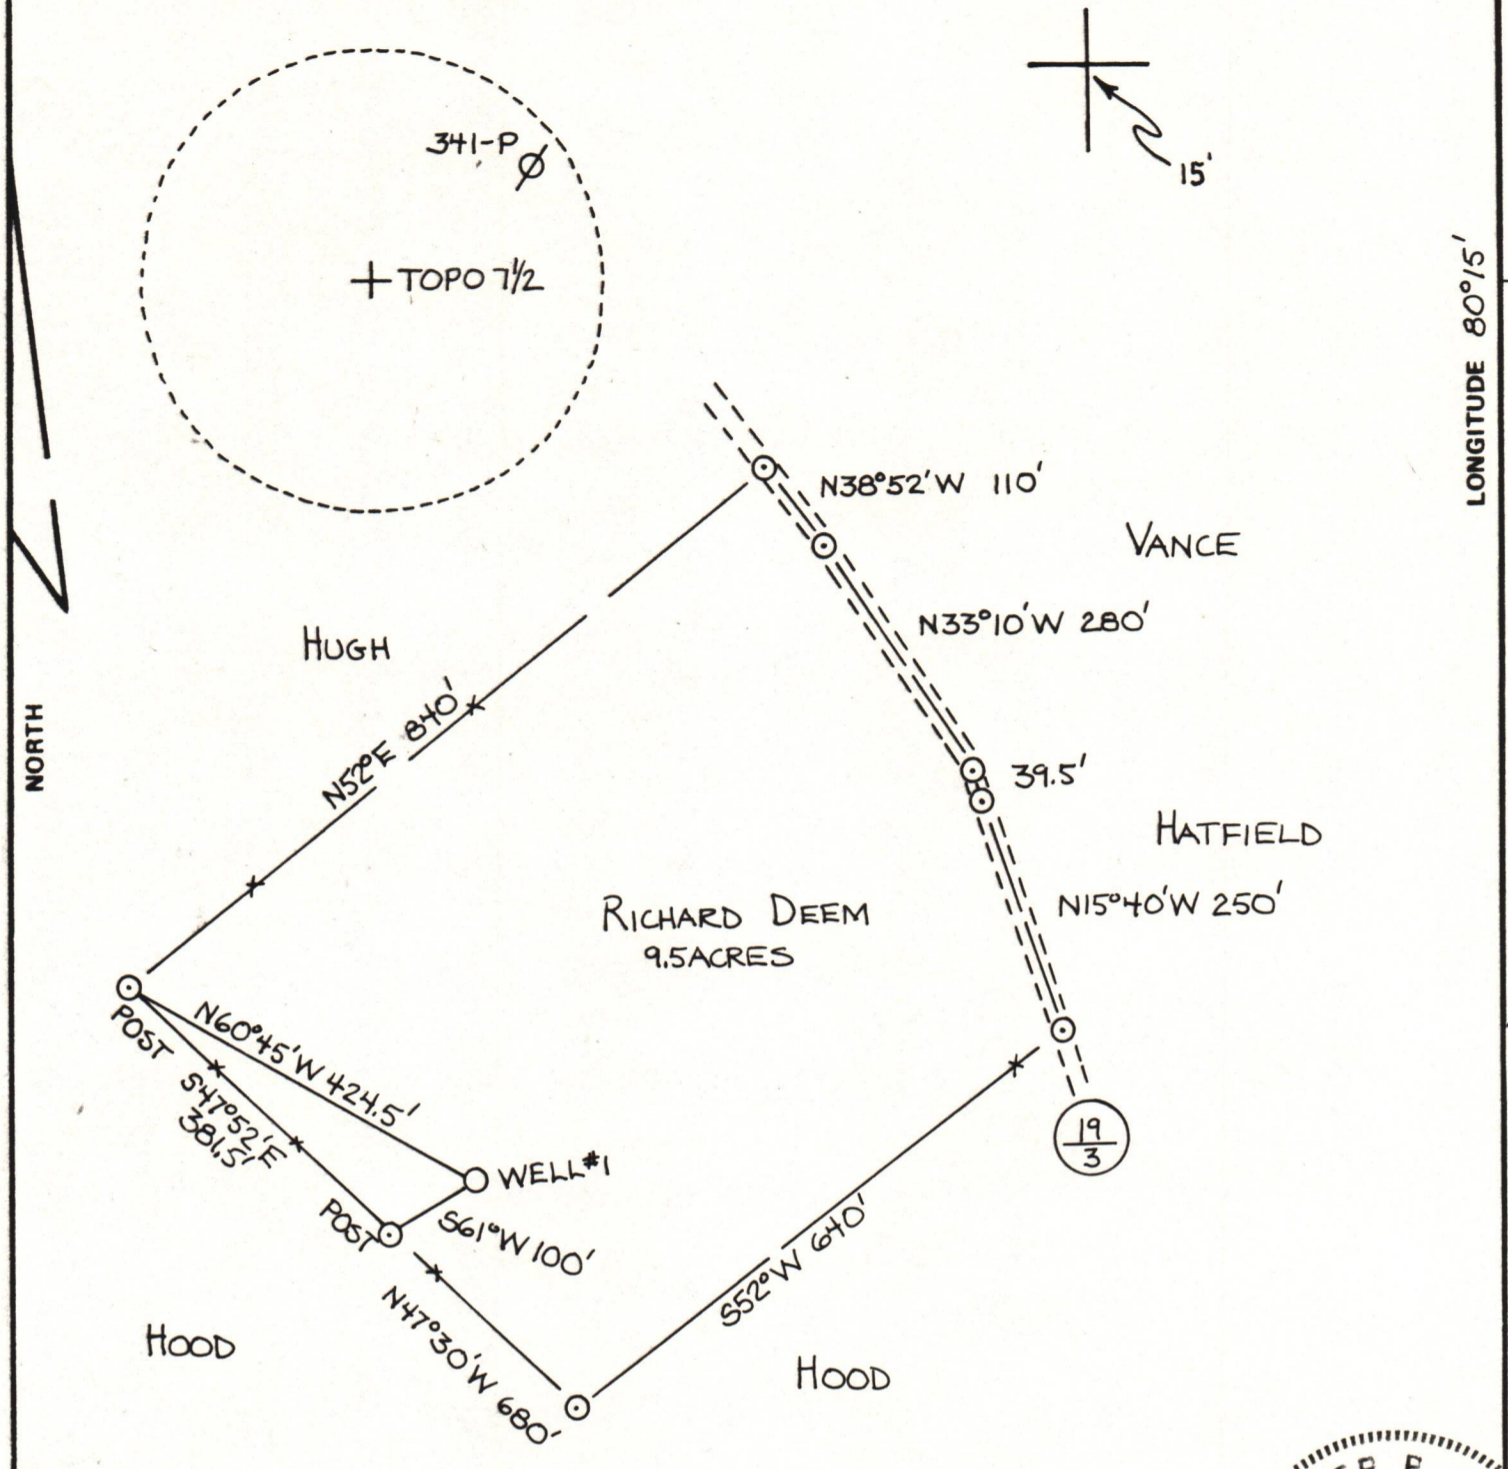 341-P
TOPO 7½
15'
LONGITUDE 80°15'
N38°52'W 110'
VANCE
N33°10'W 280'
HUGH
NORTH
N52°E 840'
39.5'
HATFIELD
RICHARD DEEM
9.5 ACRES
N15°40'W 250'
POST
N60°45'W 424.5'
S47°52'E
381.5'
19
3
WELL #1
POST
S61°W 100'
S52°W 640'
N47°30'W 680'
HOOD
HOOD